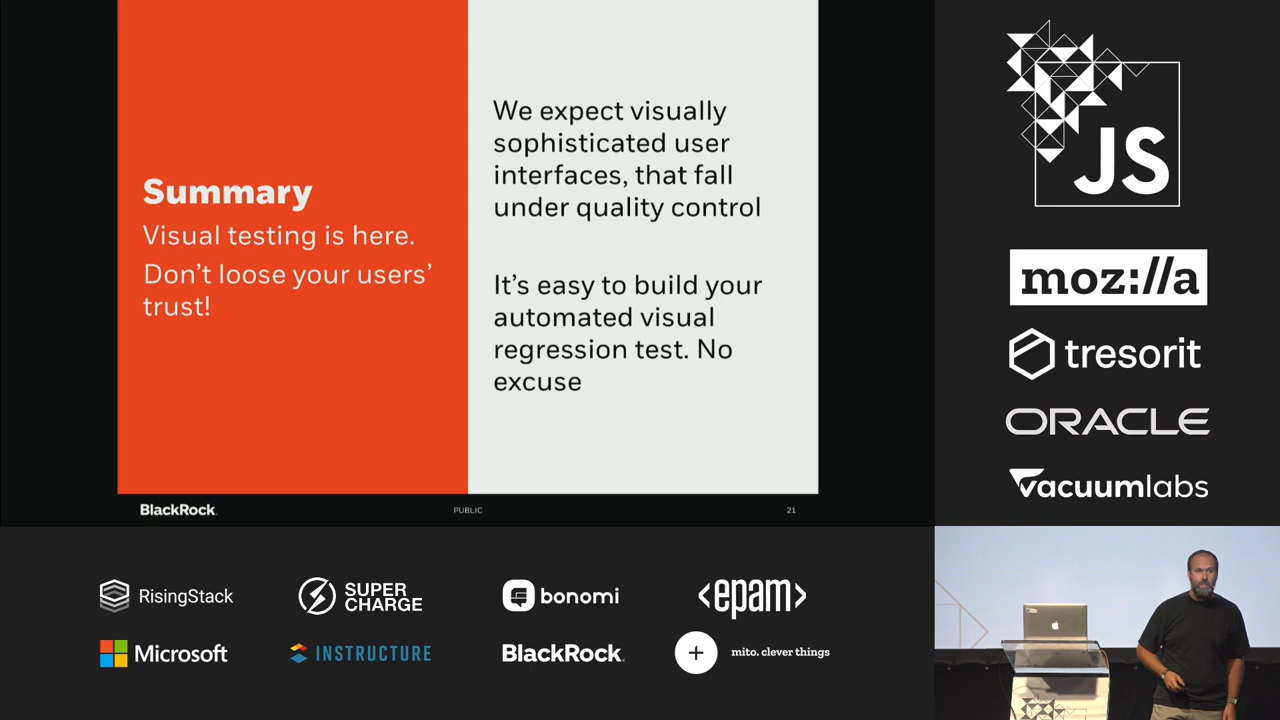 Summary
Visual testing is here.
Don't loose your users'
trust!
We expect visually
sophisticated user
interfaces, that fall
under quality control
It's easy to build your
automated visual
regression test. No
excuse
BlackRock.
PUBLIC
21
JS
moz://a
tresorit
ORACLE
vacuumlabs
RisingStack
SUPER
CHARGE
bonomi
<epam>
Microsoft
INSTRUCTURE
BlackRock.
+
mito. clever things